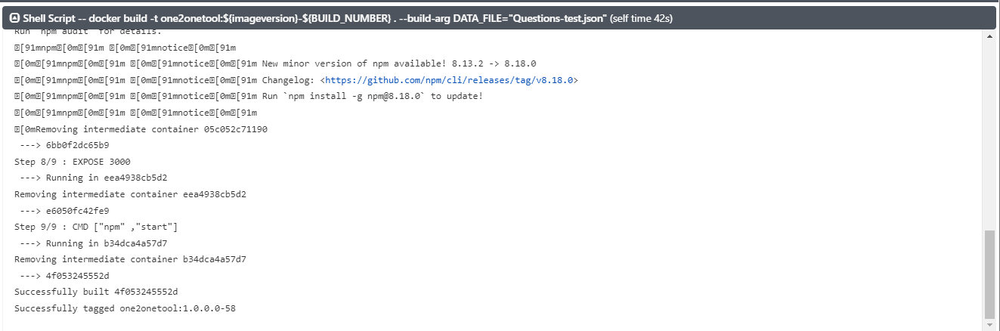 Shell Script -- docker build -t one2onetool:${imageversion}-${BUILD_NUMBER} . --build-arg DATA_FILE="Questions-test.json" (self time 42s)
Run `npm audit` for details.
[91mnpm[0m[91m [0m[91mnotice[0m[91m
[0m[91mnpm[0m[91m [0m[91mnotice[0m[91m New minor version of npm available! 8.13.2 -> 8.18.0
[0m[91mnpm[0m[91m [0m[91mnotice[0m[91m Changelog: <https://github.com/npm/cli/releases/tag/v8.18.0>
[0m[91mnpm[0m[91m [0m[91mnotice[0m[91m Run `npm install -g npm@8.18.0` to update!
[0m[91mnpm[0m[91m [0m[91mnotice[0m[91m
[0mRemoving intermediate container 05c052c71190
---> 6bb0f2dc65b9
Step 8/9 : EXPOSE 3000
---> Running in eea4938cb5d2
Removing intermediate container eea4938cb5d2
---> e6050fc42fe9
Step 9/9 : CMD ["npm" ,"start"]
---> Running in b34dca4a57d7
Removing intermediate container b34dca4a57d7
---> 4f053245552d
Successfully built 4f053245552d
Successfully tagged one2onetool:1.0.0.0-58